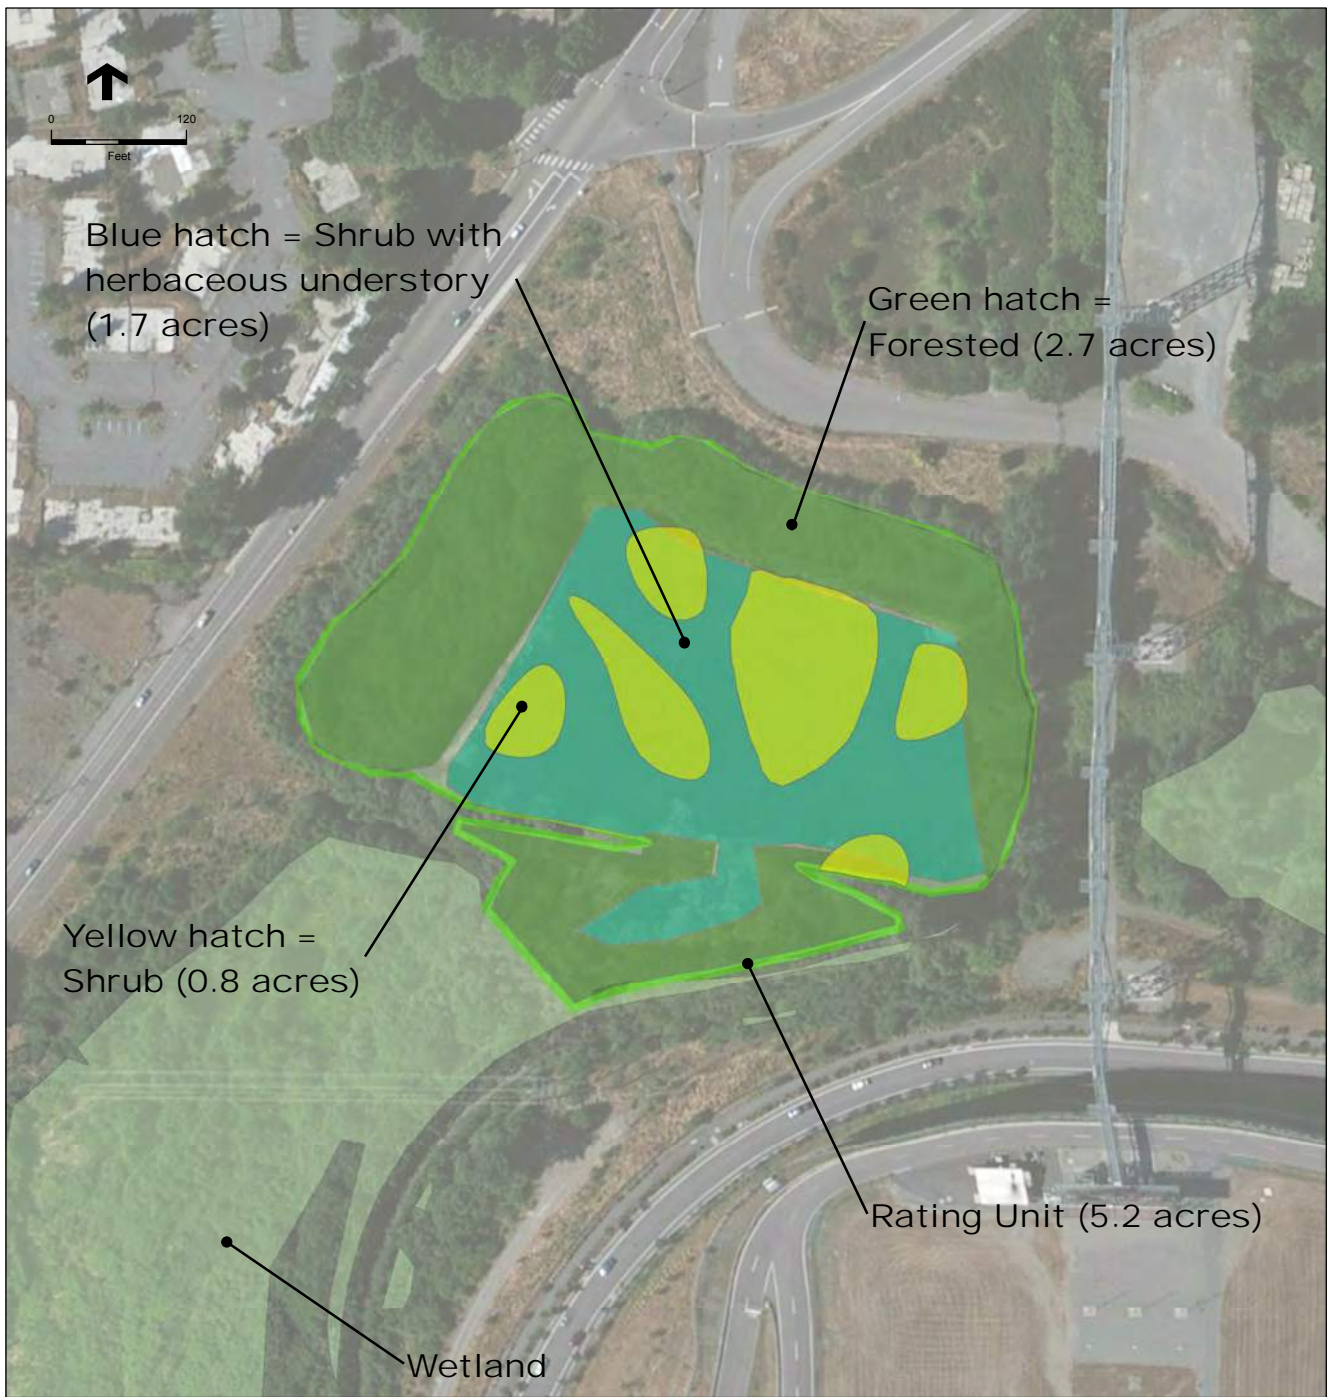 0 120
Feet
Blue hatch = Shrub with
herbaceous understory
(1.7 acres)
Green hatch =
Forested (2.7 acres)
Yellow hatch =
Shrub (0.8 acres)
Rating Unit (5.2 acres)
Wetland